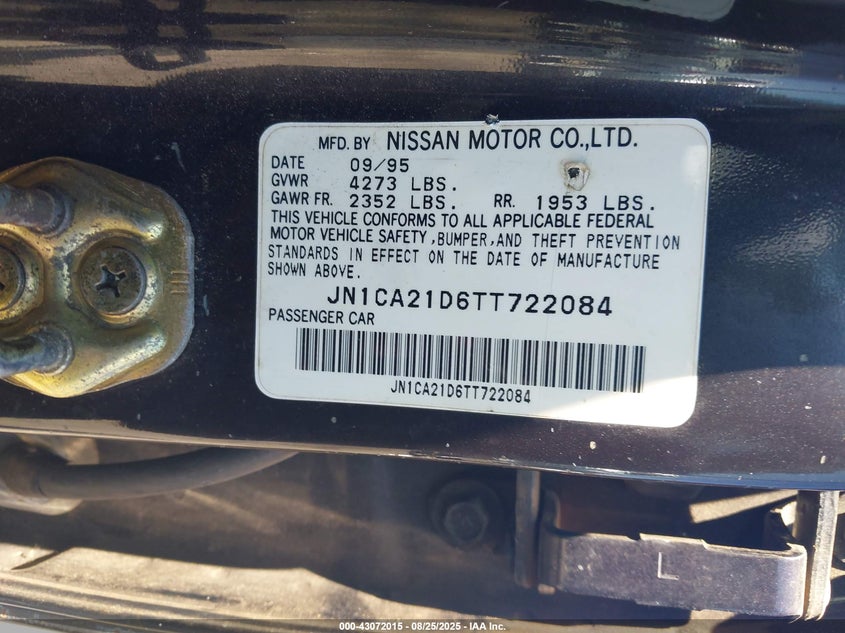 MFD. BY NISSAN MOTOR CO.,LTD.
DATE 09/95
GVWR 4273 LBS.
GAWR FR. 2352 LBS. RR. 1953 LBS.
THIS VEHICLE CONFORMS TO ALL APPLICABLE FEDERAL
MOTOR VEHICLE SAFETY ,BUMPER,AND THEFT PREVENTION
STANDARDS IN EFFECT ON THE DATE OF MANUFACTURE
SHOWN ABOVE.
JN1CA21D6TT722084
PASSENGER CAR
JN1CA21D6TT722084
L
000-43072015 - 08/25/2025 - IAA Inc.